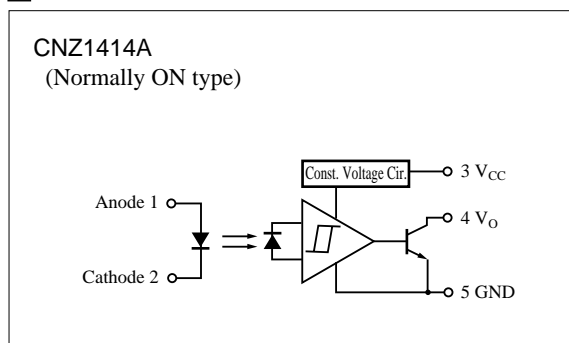 CNZ1414A
(Normally ON type)
Const. Voltage Cir.
3 VCC
Anode 1
4 VO
Cathode 2
5 GND